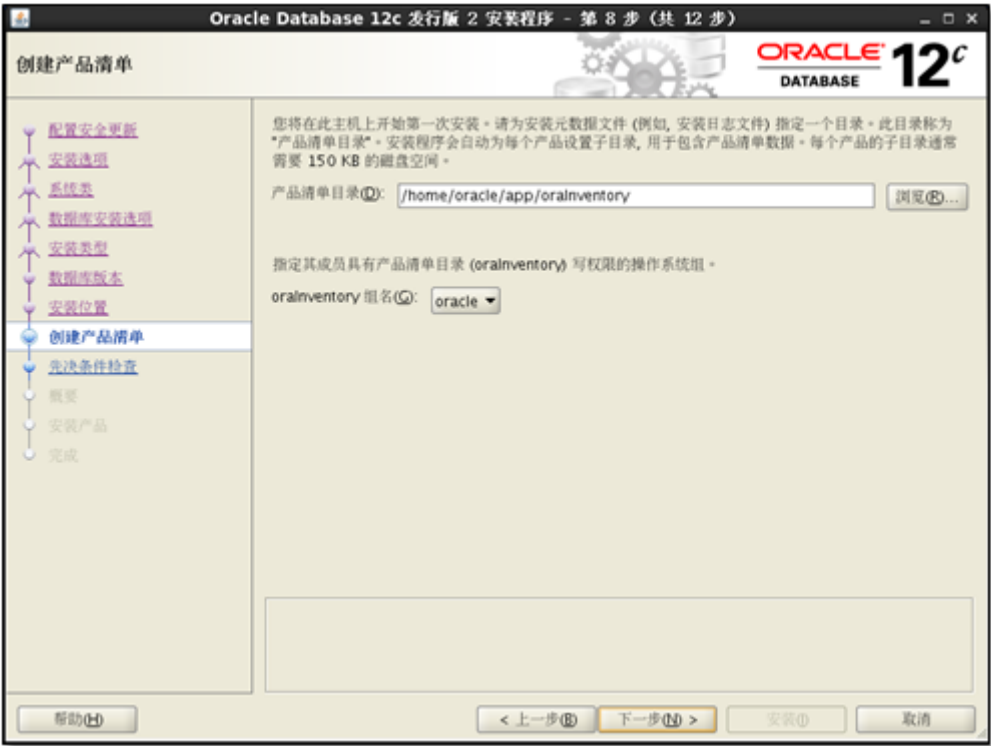 Oracle Database 12c 发行版 2 安装程序 - 第 8 步 (共 12 步)
创建产品清单
ORACLE
DATABASE
12c
配置安全更新
安装选项
系统类
数据库安装选项
安装类型
数据库版本
安装位置
创建产品清单
先决条件检查
概要
安装产品
完成
您将在此主机上开始第一次安装。请为安装元数据文件 (例如, 安装日志文件) 指定一个目录。此目录称为
"产品清单目录"。安装程序会自动为每个产品设置子目录, 用于包含产品清单数据。每个产品的子目录通常
需要 150 KB 的磁盘空间。
产品清单目录(D): /home/oracle/app/oraInventory 浏览(R)...
指定其成员具有产品清单目录 (oraInventory) 写权限的操作系统组。
oraInventory 组名(G): oracle
帮助(H) < 上一步(B) 下一步(N) > 安装(I) 取消